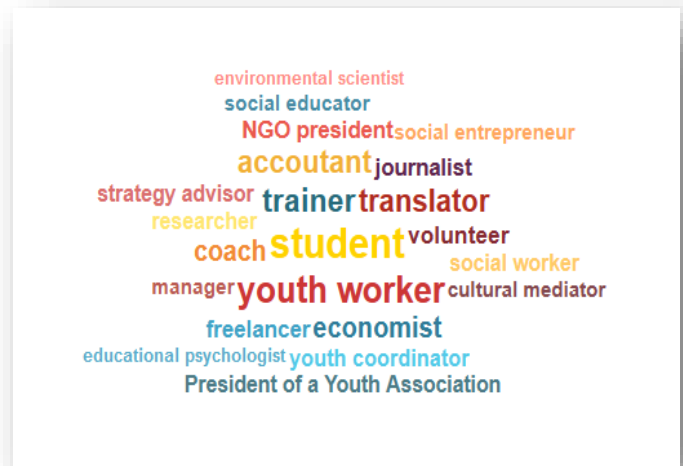 environmental scientist
social educator
NGO president social entrepreneur
accoutant journalist
strategy advisor trainer translator
researcher
coach student volunteer
social worker
manager youth worker cultural mediator
freelancer economist
educational psychologist youth coordinator
President of a Youth Association